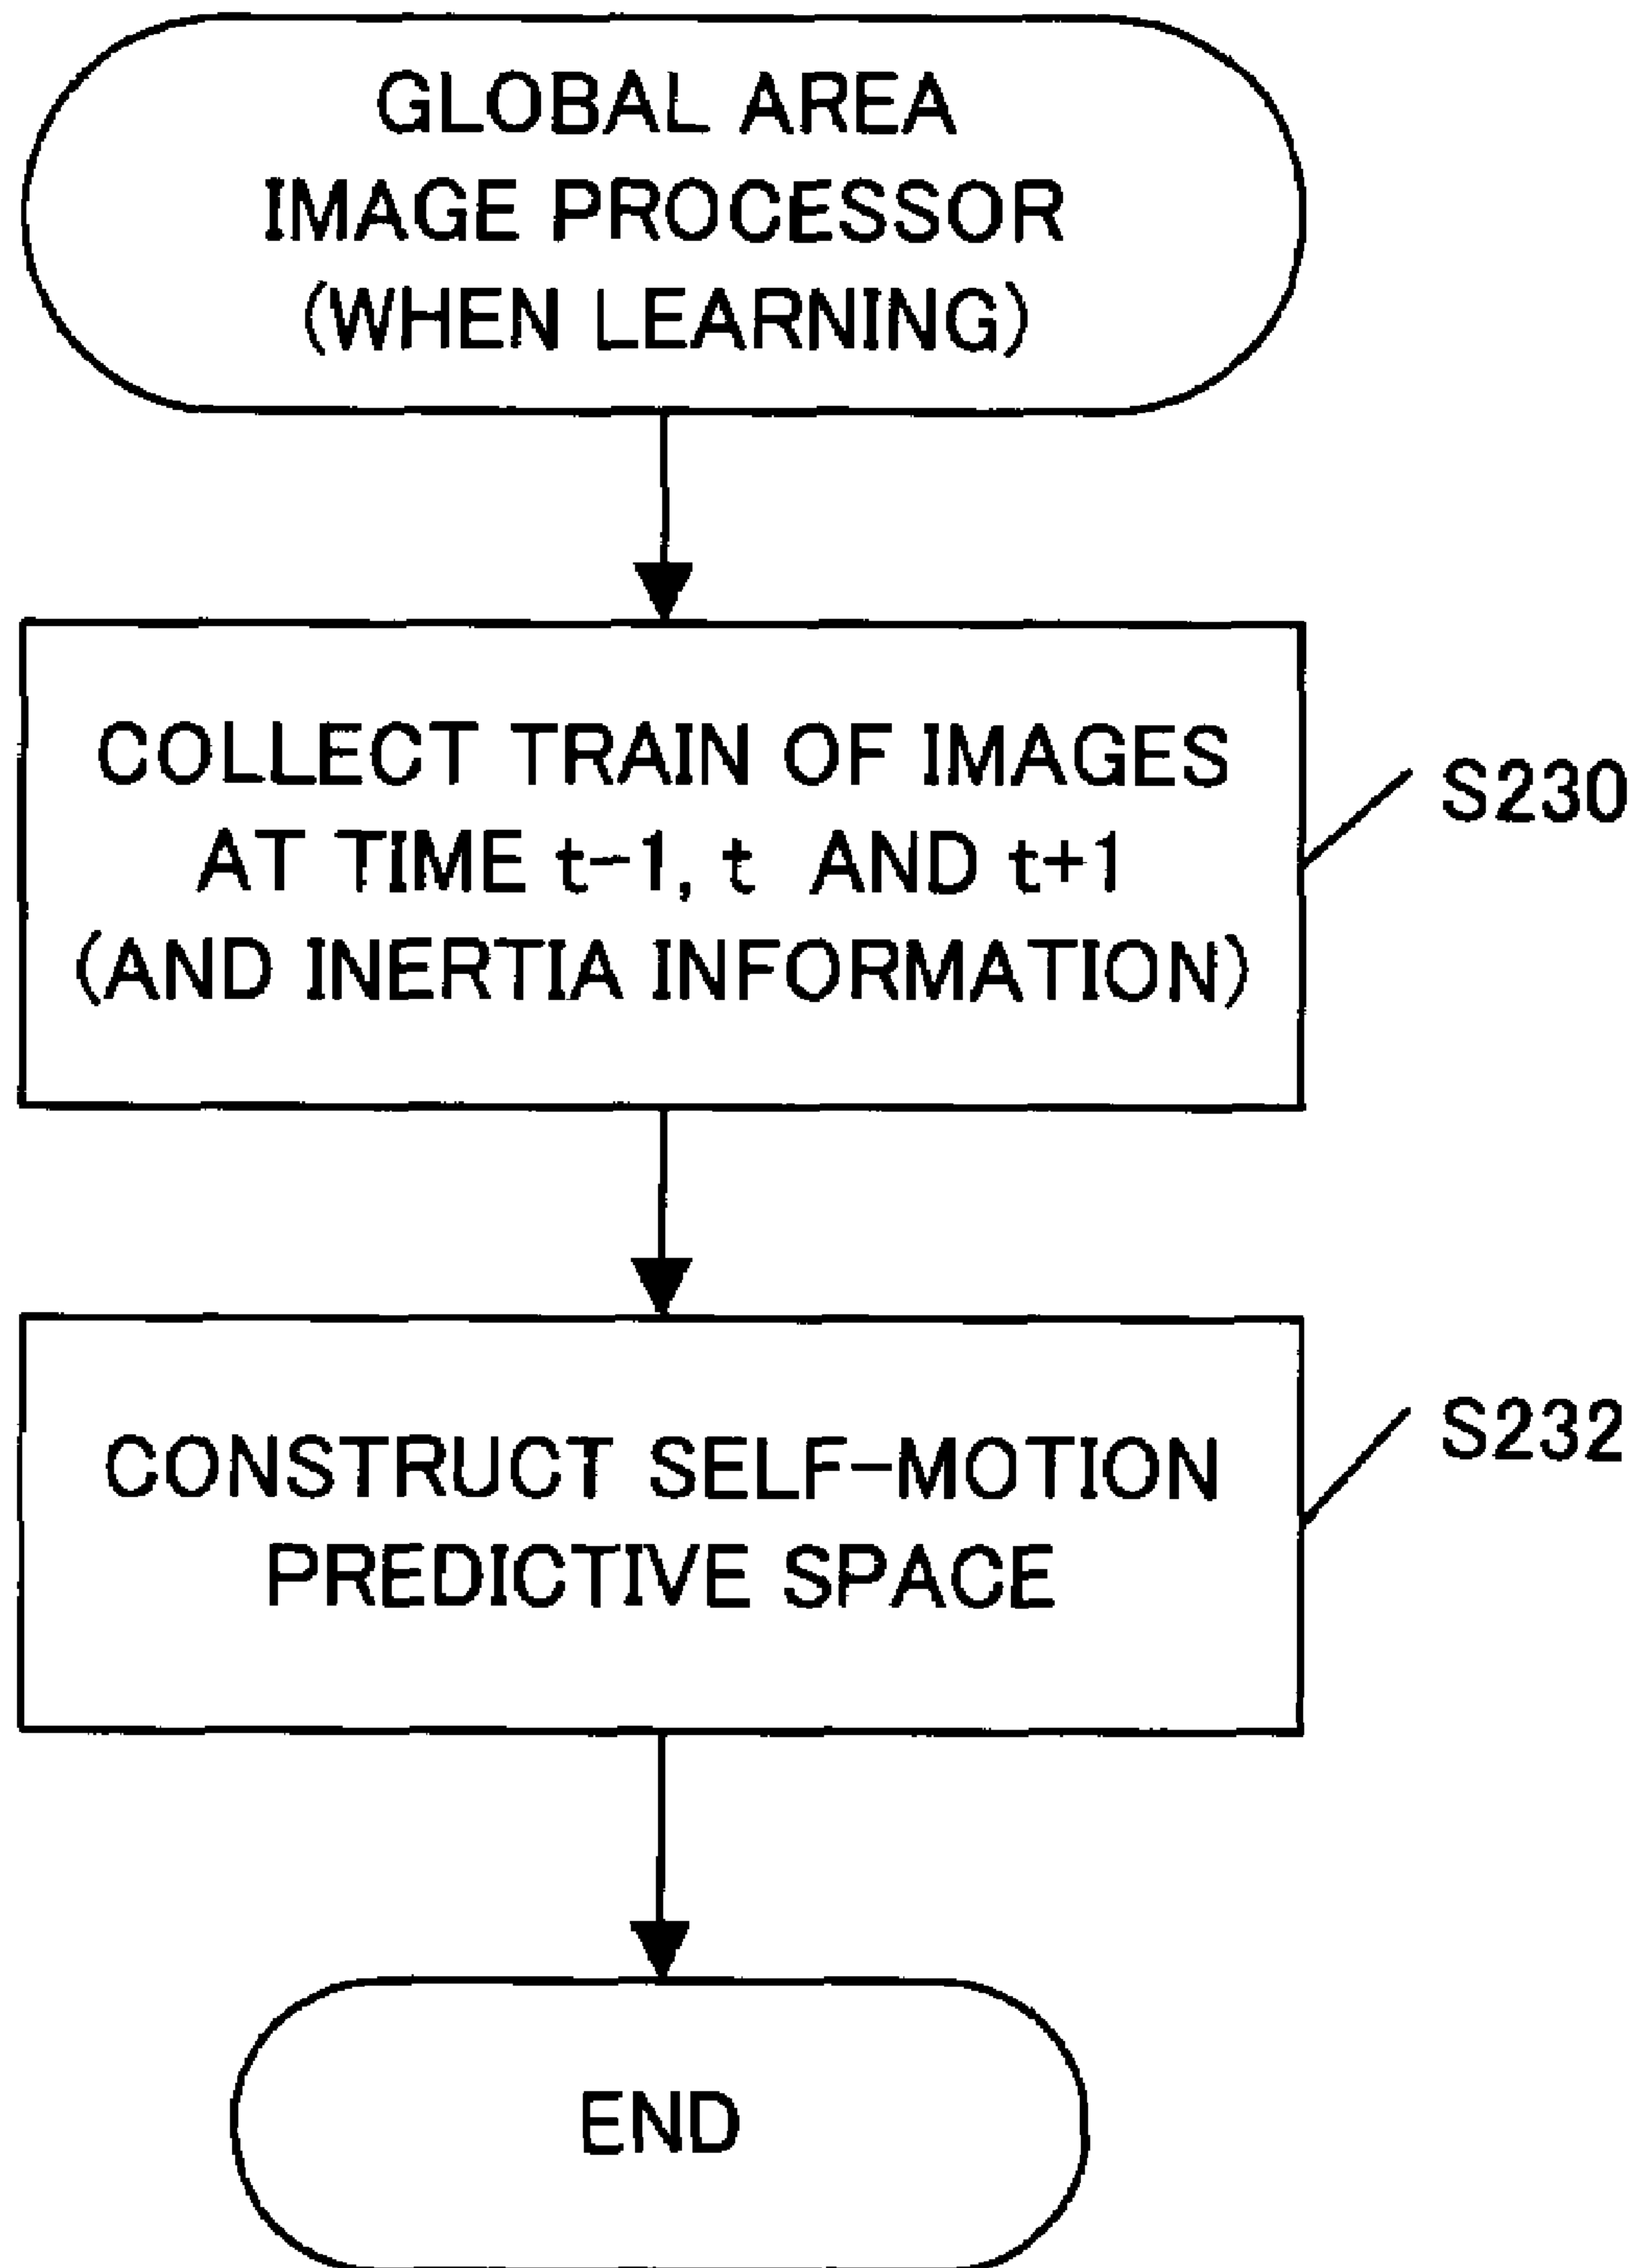 GLOBAL AREA
IMAGE PROCESSOR
(WHEN LEARNING)
COLLECT TRAIN OF IMAGES
AT TIME t-1, t AND t+1
(AND INERTIA INFORMATION)
S230
CONSTRUCT SELF-MOTION
PREDICTIVE SPACE
S232
END